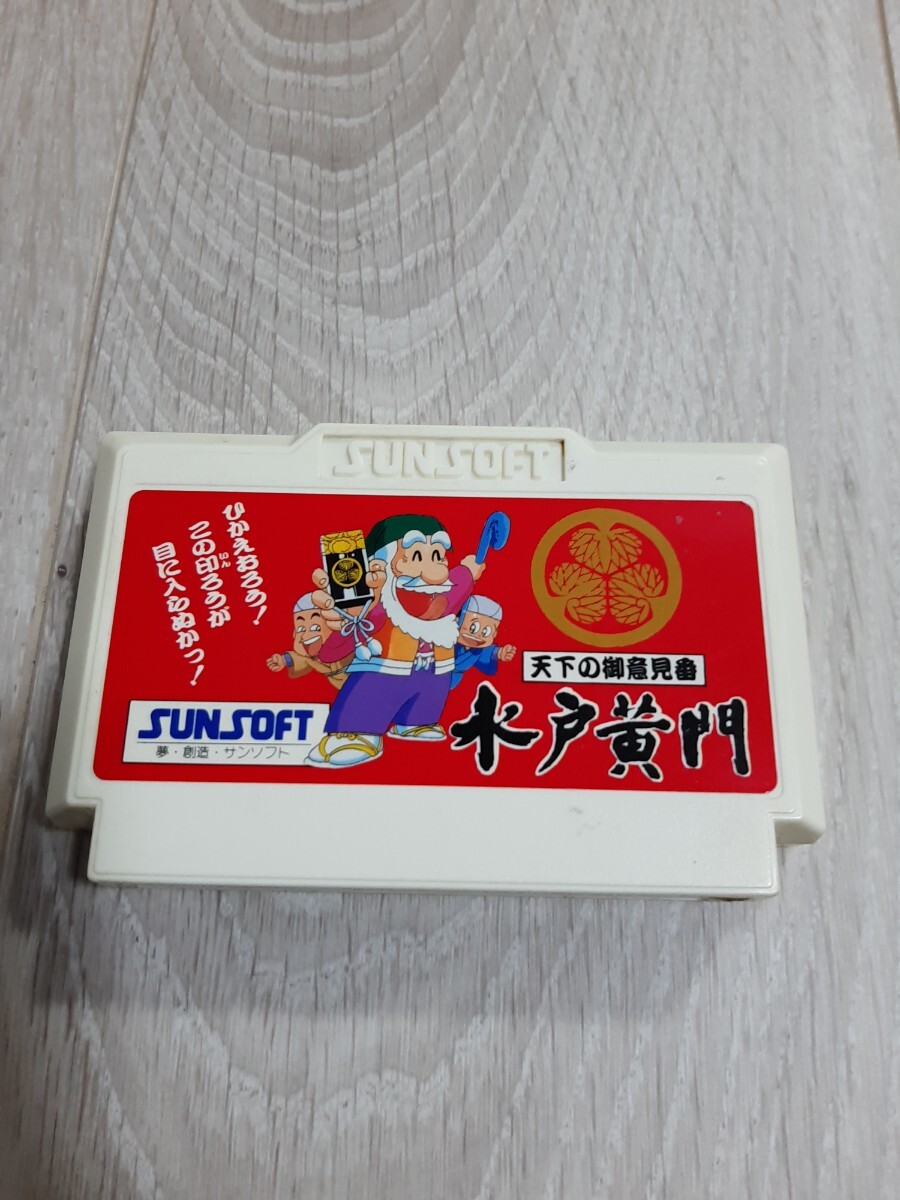 SUNSOFT
ひかえおろう!
この印ろうが
いん
目に入らぬかっ!
天下の御意見番
水戸黄門
SUNSOFT
夢・創造・サンソフト